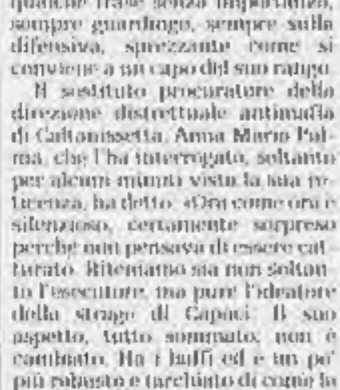 qualche frase senza importanza,
sempre guardingo, sempre sulla
difensiva, sprezzante come si
conviene a un capo del suo rango.
Il sostituto procuratore della
direzione distrettuale antimafia
di Caltanissetta, Anna Maria Pal-
ma, che l'ha interrogato, soltanto
per alcuni minuti vista la sua re-
ticenza, ha detto: «Ora come ora è
silenzioso, certamente sorpreso
perché non pensava di essere cat-
turato. Riteniamo sia non soltan-
to l'esecutore, ma pure l'ideatore
della strage di Capaci. Il suo
aspetto, tutto sommato, non è
cambiato. Ha i baffi ed è un po'
più robusto e tarchiato di come lo